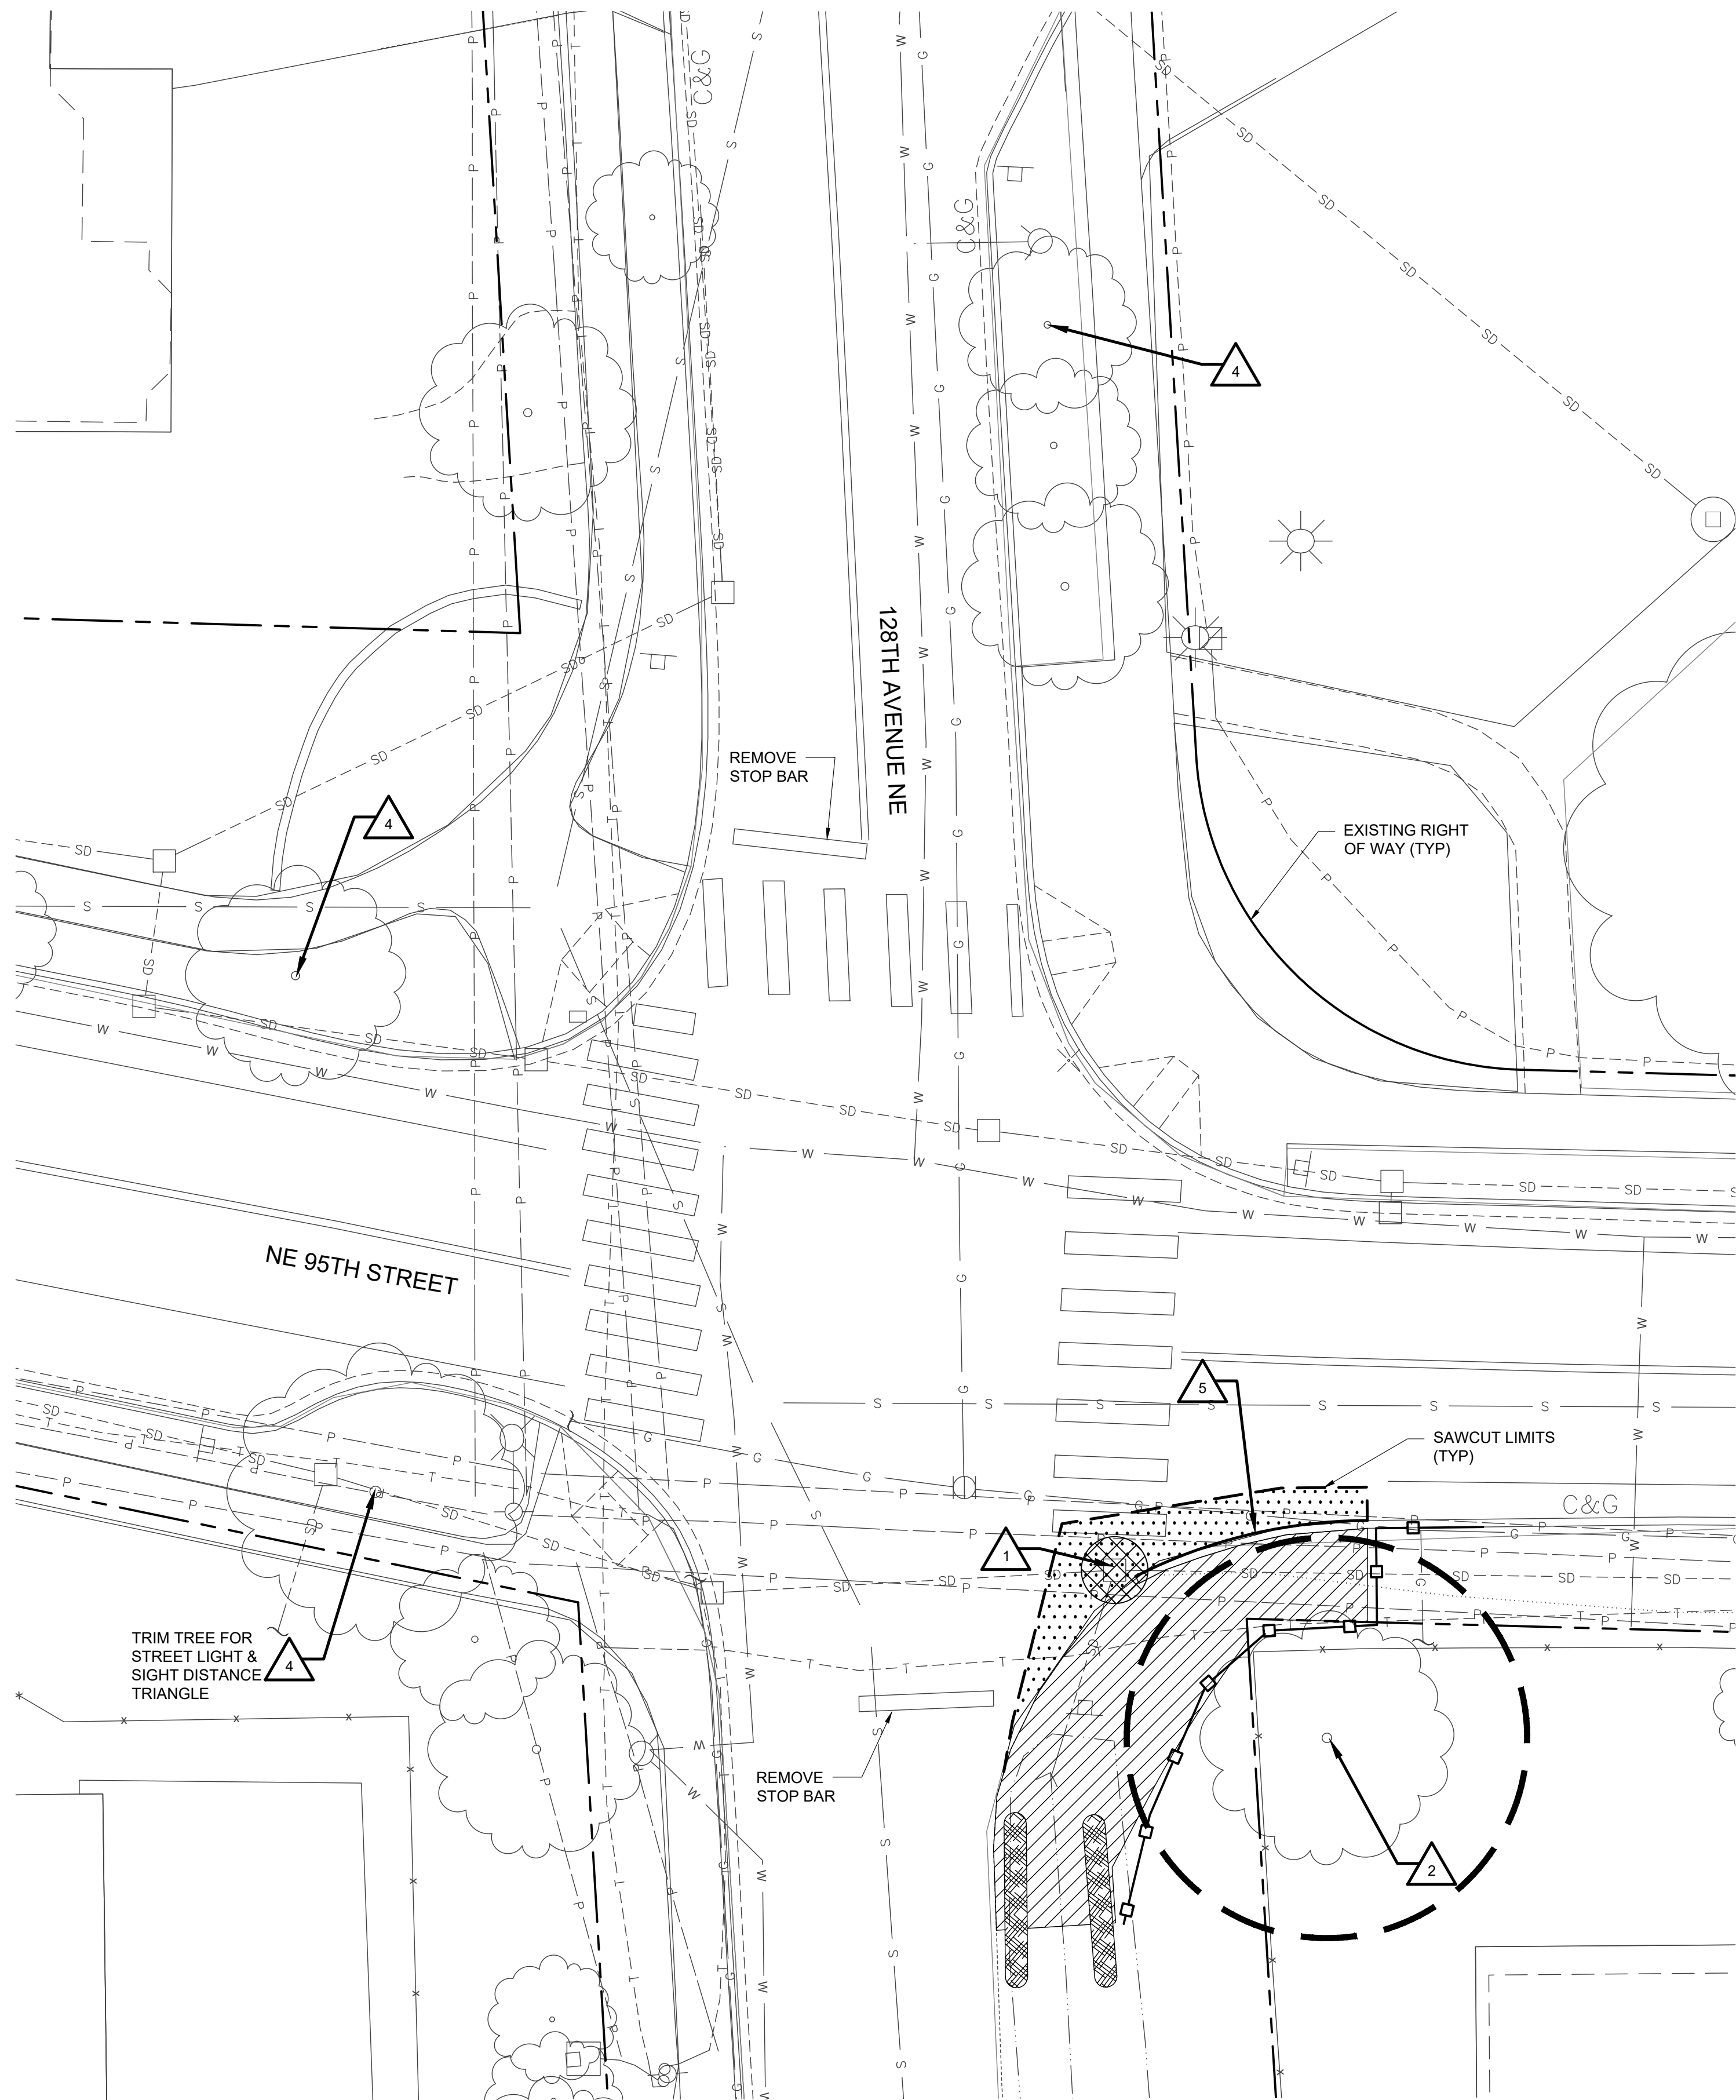 C&G
C&G
4
128TH AVENUE NE
REMOVE
STOP BAR
4
EXISTING RIGHT
OF WAY (TYP)
NE 95TH STREET
5
SAWCUT LIMITS
(TYP)
C&G
1
TRIM TREE FOR
STREET LIGHT &
SIGHT DISTANCE
TRIANGLE
4
REMOVE
STOP BAR
2